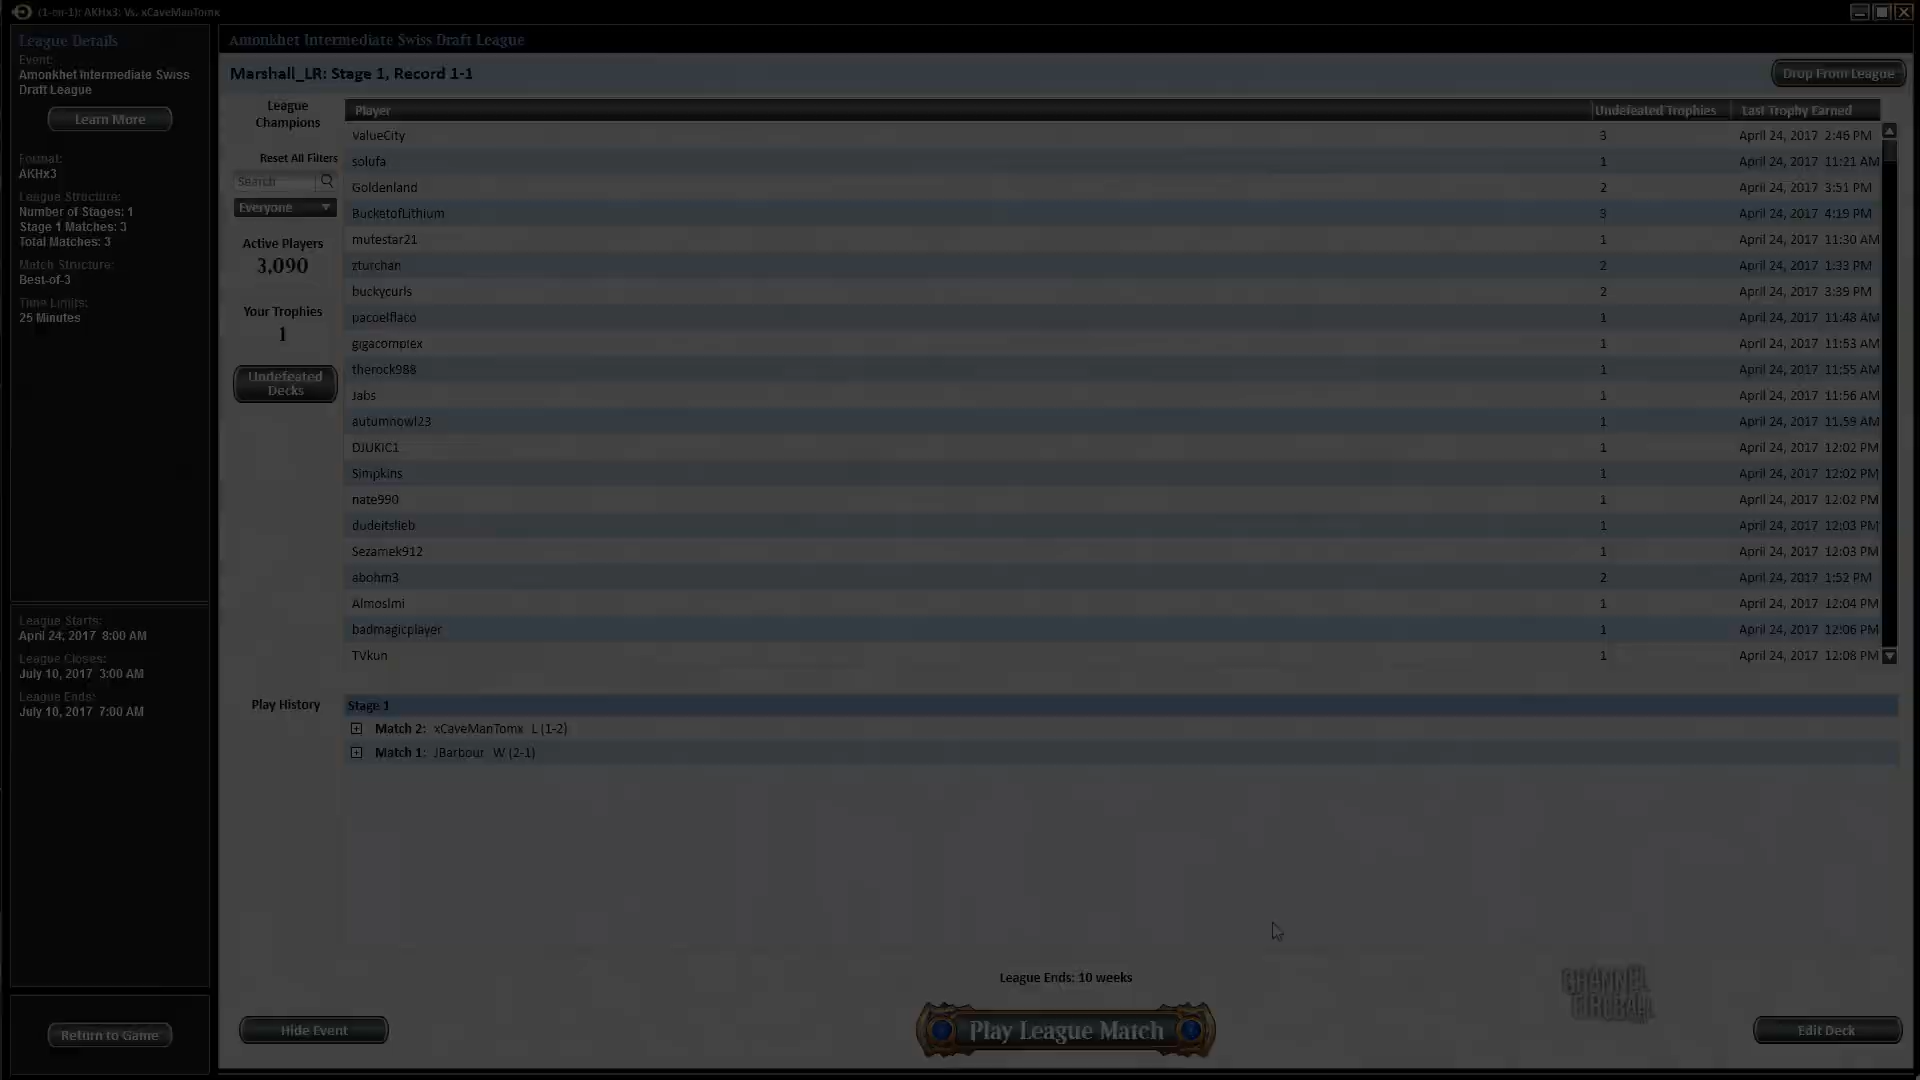 (1-on-1): AKHx3: Vs. xCaveManTomx
League Details
Event:
Amonkhet Intermediate Swiss
Draft League
Learn More
Format:
AKHx3
League Structure:
Number of Stages: 1
Stage 1 Matches: 3
Total Matches: 3
Match Structure:
Best-of-3
Time Limits:
25 Minutes
League Starts:
April 24, 2017 8:00 AM
League Closes:
July 10, 2017 3:00 AM
League Ends:
July 10, 2017 7:00 AM
Return to Game
Amonkhet Intermediate Swiss Draft League
Marshall_LR: Stage 1, Record 1-1
Drop From League
League
Champions
Reset All Filters
Search
Everyone
Active Players
3,090
Your Trophies
1
Undefeated
Decks
Player Undefeated Trophies Last Trophy Earned
ValueCity 3 April 24, 2017 2:46 PM
solufa 1 April 24, 2017 11:21 AM
Goldenland 2 April 24, 2017 3:51 PM
BucketofLithium 3 April 24, 2017 4:19 PM
mutestar21 1 April 24, 2017 11:30 AM
zturchan 2 April 24, 2017 1:33 PM
buckycurls 2 April 24, 2017 3:39 PM
pacoelflaco 1 April 24, 2017 11:48 AM
gigacomplex 1 April 24, 2017 11:53 AM
therock988 1 April 24, 2017 11:55 AM
Jabs 1 April 24, 2017 11:56 AM
autumnowl23 1 April 24, 2017 11:59 AM
DJUKIC1 1 April 24, 2017 12:02 PM
Simpkins 1 April 24, 2017 12:02 PM
nate990 1 April 24, 2017 12:02 PM
dudeitslieb 1 April 24, 2017 12:03 PM
Sezamek912 1 April 24, 2017 12:03 PM
abohm3 2 April 24, 2017 1:52 PM
Almoslmi 1 April 24, 2017 12:04 PM
badmagicplayer 1 April 24, 2017 12:06 PM
TVkun 1 April 24, 2017 12:08 PM
Play History
Stage 1
Match 2: xCaveManTomx L (1-2)
Match 1: JBarbour W (2-1)
League Ends: 10 weeks
CHANNEL
FIREBALL
Hide Event
Play League Match
Edit Deck